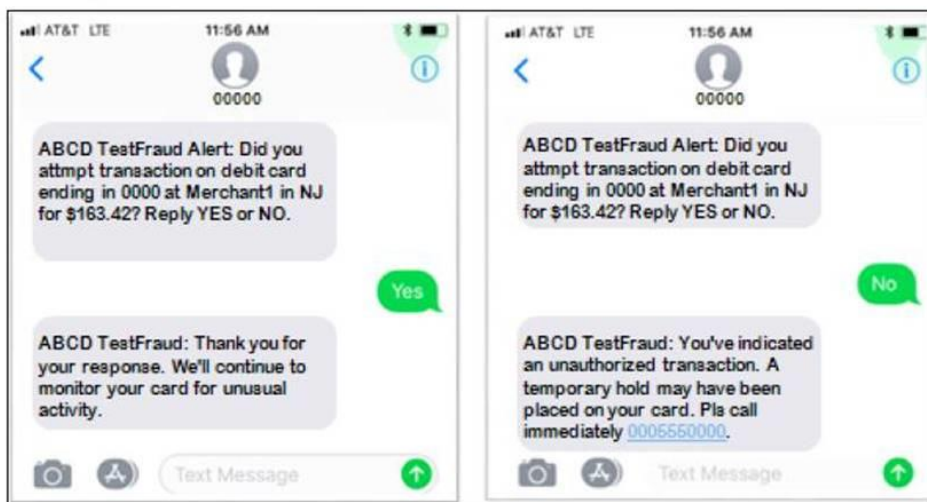 AT&T LTE
11:56 AM
00000
ABCD TestFraud Alert: Did you
attmpt transaction on debit card
ending in 0000 at Merchant1 in NJ
for $163.42? Reply YES or NO.
Yes
ABCD TestFraud: Thank you for
your response. We'll continue to
monitor your card for unusual
activity.
Text Message
AT&T LTE
11:56 AM
00000
ABCD TestFraud Alert: Did you
attmpt transaction on debit card
ending in 0000 at Merchant1 in NJ
for $163.42? Reply YES or NO.
No
ABCD TestFraud: You've indicated
an unauthorized transaction. A
temporary hold may have been
placed on your card. Pls call
immediately 0005550000.
Text Message